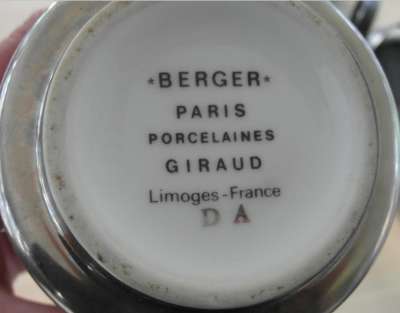 *BERGER*
PARIS
PORCELAINES
GIRAUD
Limoges-France
D A